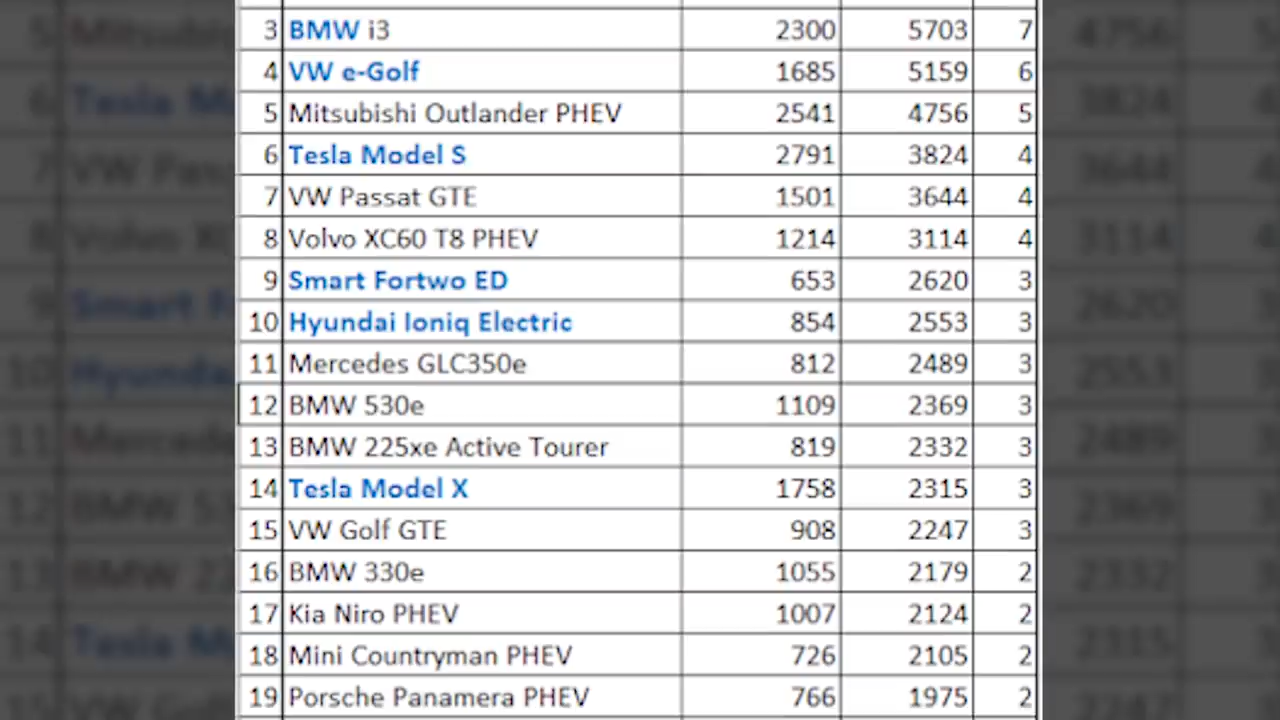 3 BMW i3 2300 5703 7
4 VW e-Golf 1685 5159 6
5 Mitsubishi Outlander PHEV 2541 4756 5
6 Tesla Model S 2791 3824 4
7 VW Passat GTE 1501 3644 4
8 Volvo XC60 T8 PHEV 1214 3114 4
9 Smart Fortwo ED 653 2620 3
10 Hyundai Ioniq Electric 854 2553 3
11 Mercedes GLC350e 812 2489 3
12 BMW 530e 1109 2369 3
13 BMW 225xe Active Tourer 819 2332 3
14 Tesla Model X 1758 2315 3
15 VW Golf GTE 908 2247 3
16 BMW 330e 1055 2179 2
17 Kia Niro PHEV 1007 2124 2
18 Mini Countryman PHEV 726 2105 2
19 Porsche Panamera PHEV 766 1975 2